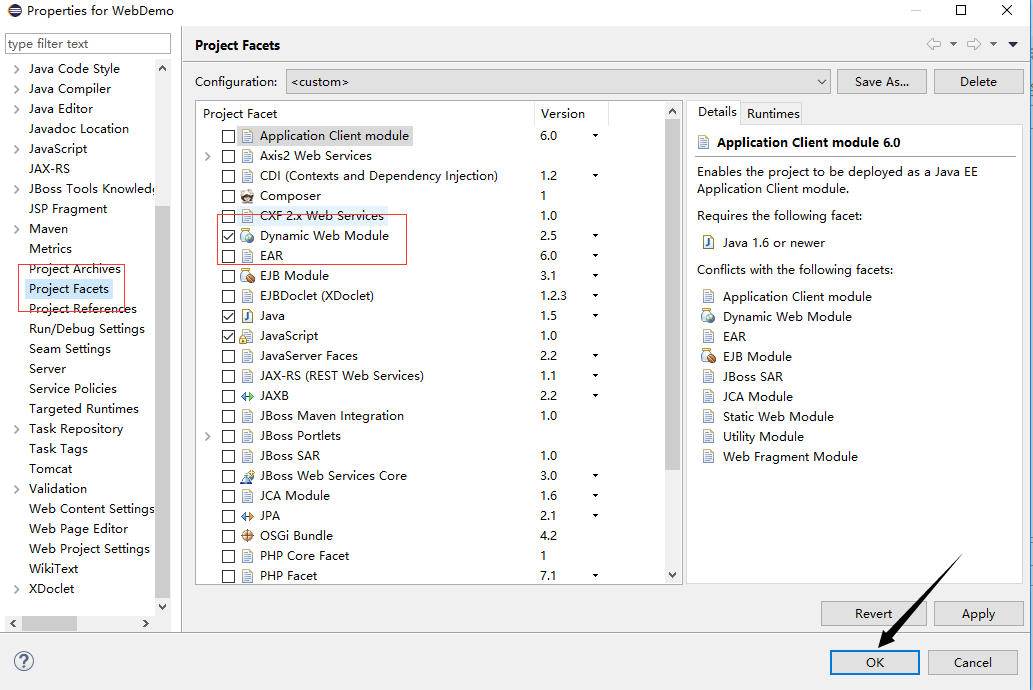 Properties for WebDemo
type filter text
Java Code Style
Java Compiler
Java Editor
Javadoc Location
JavaScript
JAX-RS
JBoss Tools Knowled
JSP Fragment
Maven
Metrics
Project Archives
Project Facets
Project References
Run/Debug Settings
Seam Settings
Server
Service Policies
Targeted Runtimes
Task Repository
Task Tags
Tomcat
Validation
Web Content Settings
Web Page Editor
Web Project Settings
WikiText
XDoclet
Project Facets
Configuration: <custom> Save As... Delete
Project Facet Version
Application Client module 6.0
Axis2 Web Services
CDI (Contexts and Dependency Injection) 1.2
Composer 1
CXF 2.x Web Services 1.0
Dynamic Web Module 2.5
EAR 6.0
EJB Module 3.1
EJBDoclet (XDoclet) 1.2.3
Java 1.5
JavaScript 1.0
JavaServer Faces 2.2
JAX-RS (REST Web Services) 1.1
JAXB 2.2
JBoss Maven Integration 1.0
JBoss Portlets
JBoss SAR 1.0
JBoss Web Services Core 3.0
JCA Module 1.6
JPA 2.1
OSGi Bundle 4.2
PHP Core Facet 1
PHP Facet 7.1
Details Runtimes
Application Client module 6.0
Enables the project to be deployed as a Java EE
Application Client module.
Requires the following facet:
Java 1.6 or newer
Conflicts with the following facets:
Application Client module
Dynamic Web Module
EAR
EJB Module
JBoss SAR
JCA Module
Static Web Module
Utility Module
Web Fragment Module
Revert Apply
OK Cancel